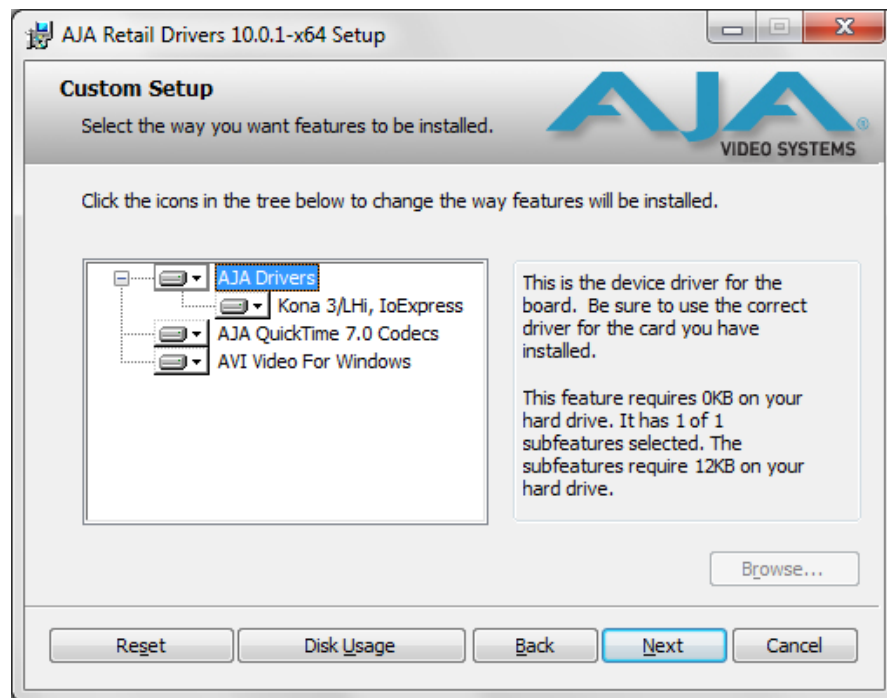 AJA Retail Drivers 10.0.1-x64 Setup
Custom Setup
Select the way you want features to be installed.
AJA®
VIDEO SYSTEMS
Click the icons in the tree below to change the way features will be installed.
AJA Drivers
Kona 3/LHi, IoExpress
AJA QuickTime 7.0 Codecs
AVI Video For Windows
This is the device driver for the
board. Be sure to use the correct
driver for the card you have
installed.
This feature requires 0KB on your
hard drive. It has 1 of 1
subfeatures selected. The
subfeatures require 12KB on your
hard drive.
Browse...
Reset
Disk Usage
Back
Next
Cancel